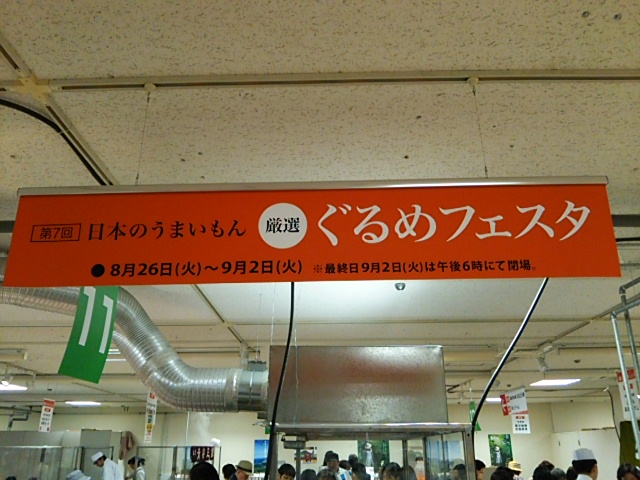 第7回 日本のうまいもん 厳選 ぐるめフェスタ
● 8月26日(火)～9月2日(火) ※最終日9月2日(火)は午後6時にて閉場。
11